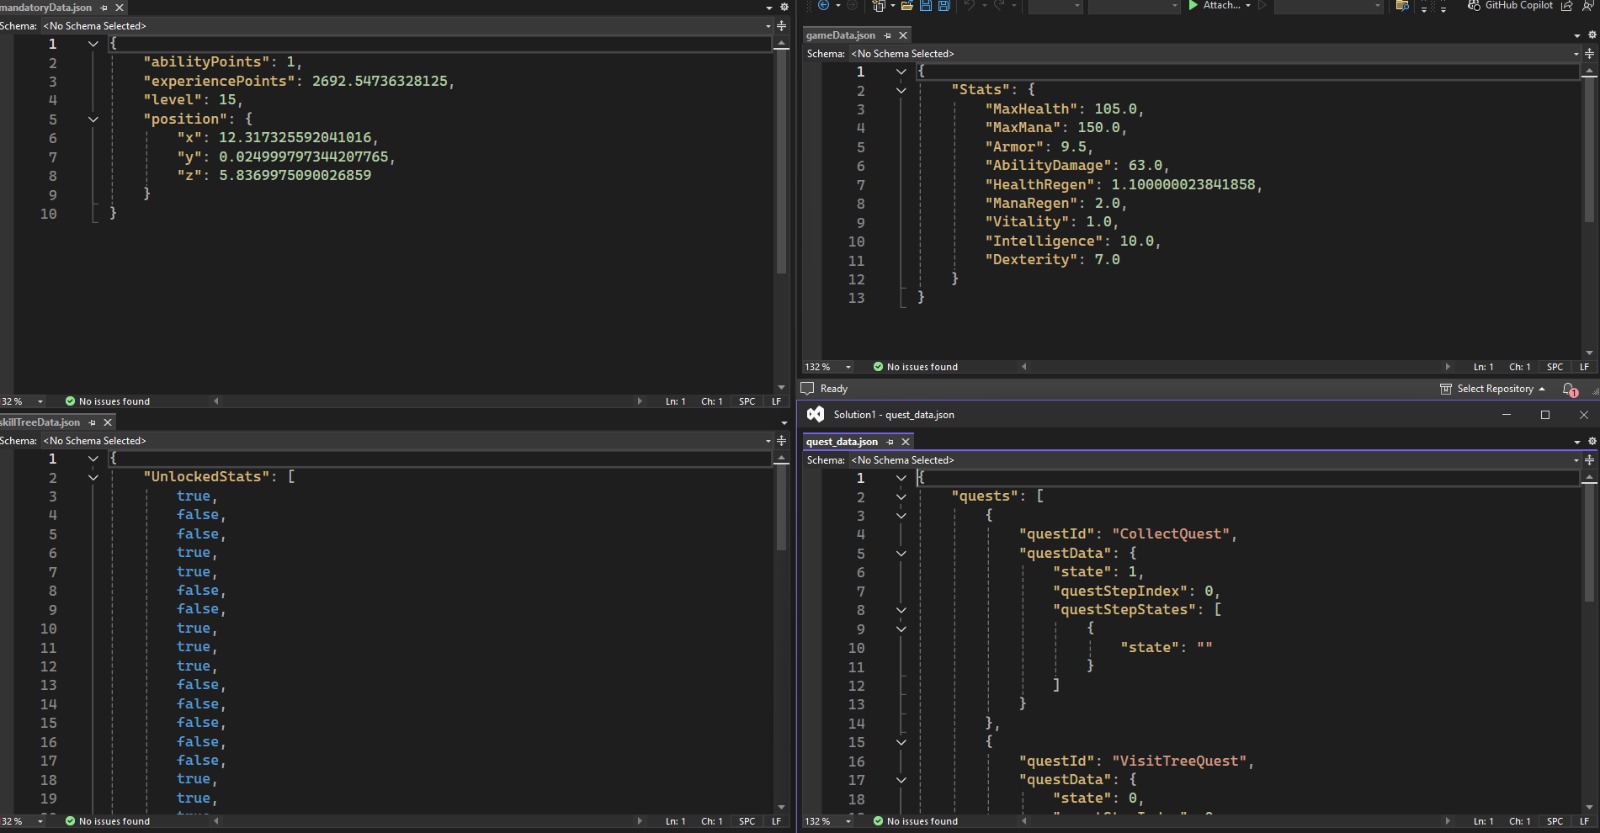 mandatoryData.json
Schema: <No Schema Selected>
1 {
2 "abilityPoints": 1,
3 "experiencePoints": 2692.54736328125,
4 "level": 15,
5 "position": {
6 "x": 12.317325592041016,
7 "y": 0.024999797344207765,
8 "z": 5.8369975090026859
9 }
10 }
32 % No issues found Ln: 1 Ch: 1 SPC LF
Attach... GitHub Copilot
gameData.json
Schema: <No Schema Selected>
1 {
2 "Stats": {
3 "MaxHealth": 105.0,
4 "MaxMana": 150.0,
5 "Armor": 9.5,
6 "AbilityDamage": 63.0,
7 "HealthRegen": 1.100000023841858,
8 "ManaRegen": 2.0,
9 "Vitality": 1.0,
10 "Intelligence": 10.0,
11 "Dexterity": 7.0
12 }
13 }
132 % No issues found Ln: 1 Ch: 1 SPC LF
Ready Select Repository 1
skillTreeData.json
Schema: <No Schema Selected>
1 {
2 "UnlockedStats": [
3 true,
4 false,
5 false,
6 true,
7 true,
8 false,
9 false,
10 true,
11 true,
12 true,
13 false,
14 false,
15 false,
16 false,
17 false,
18 true,
19 true,
32 % No issues found Ln: 1 Ch: 1 SPC LF
Solution1 - quest_data.json
quest_data.json
Schema: <No Schema Selected>
1 {
2 "quests": [
3 {
4 "questId": "CollectQuest",
5 "questData": {
6 "state": 1,
7 "questStepIndex": 0,
8 "questStepStates": [
9 {
10 "state": ""
11 }
12 ]
13 }
14 },
15 {
16 "questId": "VisitTreeQuest",
17 "questData": {
18 "state": 0,
132 % No issues found Ln: 1 Ch: 1 SPC LF